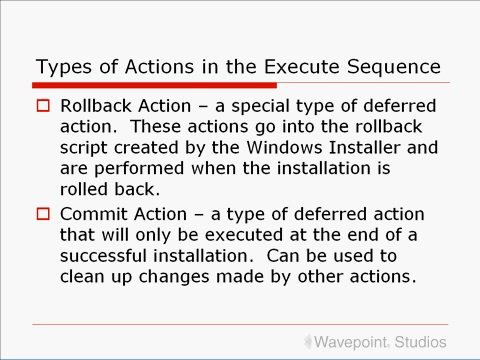 Types of Actions in the Execute Sequence
Rollback Action – a special type of deferred
action.  These actions go into the rollback
script created by the Windows Installer and
are performed when the installation is
rolled back.
Commit Action – a type of deferred action
that will only be executed at the end of a
successful installation.  Can be used to
clean up changes made by other actions.
Wavepoint Studios